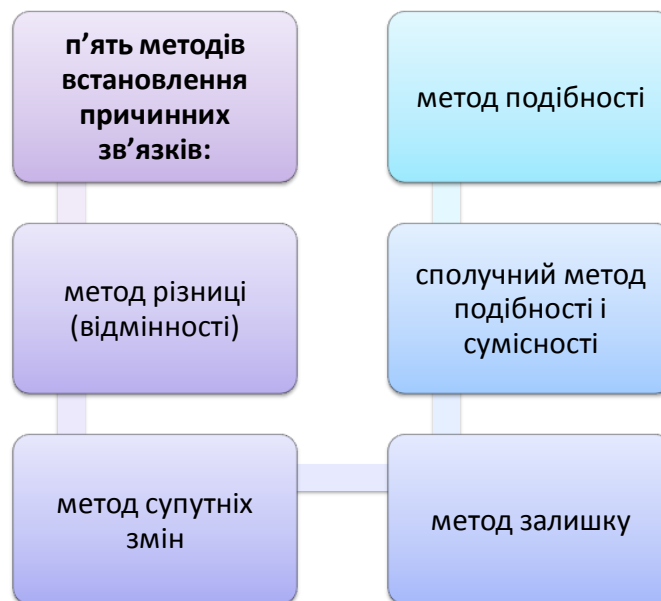 п’ять методів
встановлення
причинних
зв’язків:
метод різниці
(відмінності)
метод супутніх
змін
метод залишку
сполучний метод
подібності і
сумісності
метод подібності